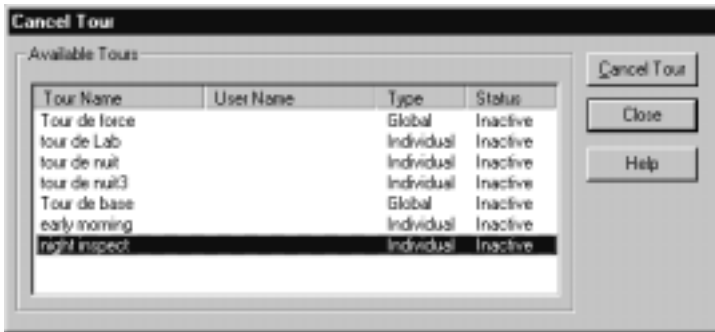 Cancel Tour
Available Tours
Tour Name User Name Type Status
Tour de force Global Inactive
tour de Lab Individual Inactive
tour de nuit Individual Inactive
tour de nuit3 Individual Inactive
Tour de base Global Inactive
early morning Individual Inactive
night inspect Individual Inactive
Cancel Tour
Close
Help